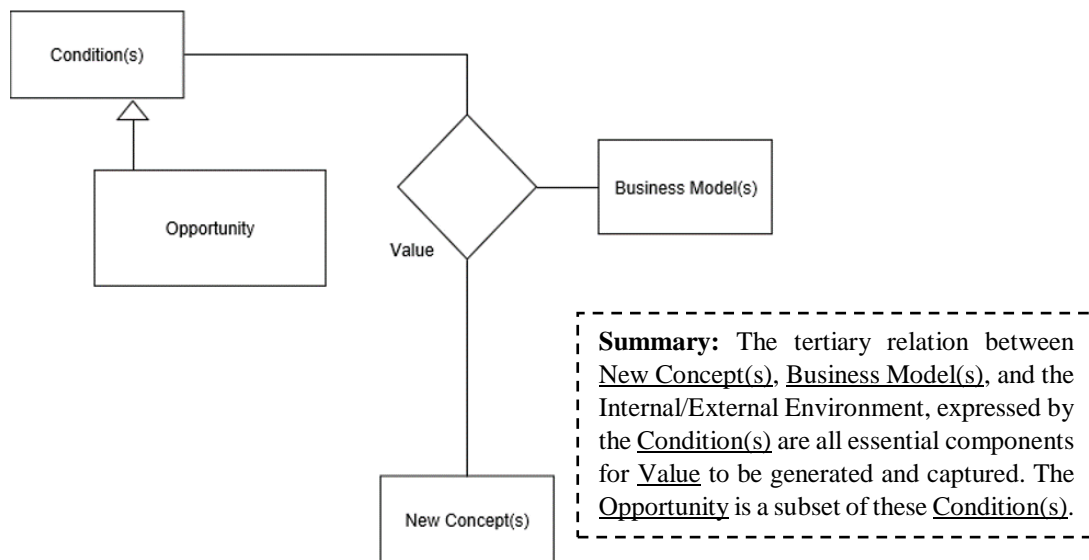 Condition(s)
Opportunity
Business Model(s)
Value
New Concept(s)
Summary: The tertiary relation between
New Concept(s), Business Model(s), and the
Internal/External Environment, expressed by
the Condition(s) are all essential components
for Value to be generated and captured. The
Opportunity is a subset of these Condition(s).